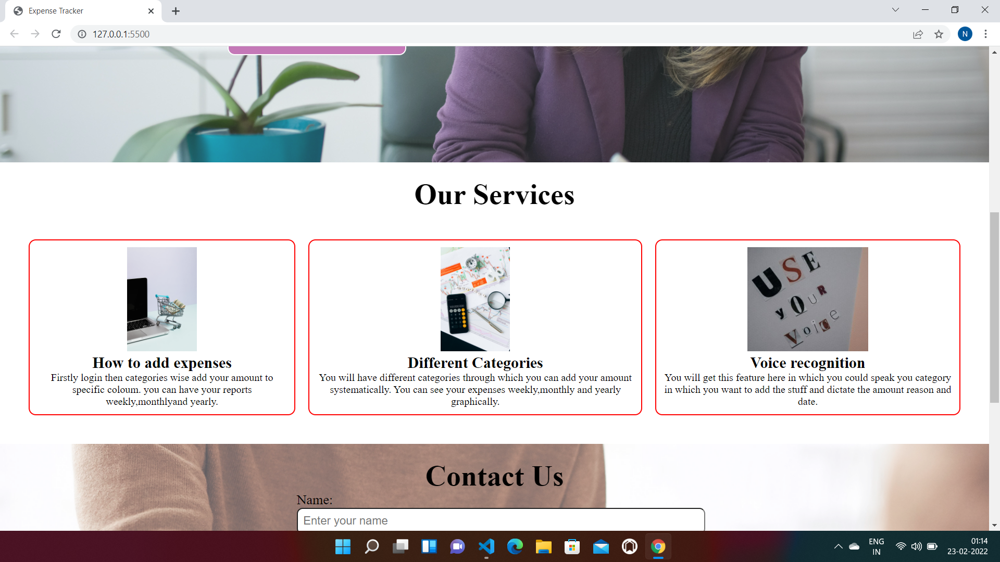 Expense Tracker
127.0.0.1:5500
N
Our Services
USE
yOUR
Voice
How to add expenses
Firstly login then categories wise add your amount to
specific coloum. you can have your reports
weekly,monthlyand yearly.
Different Categories
You will have different categories through which you can add your amount
systematically. You can see your expenses weekly,monthly and yearly
graphically.
Voice recognition
You will get this feature here in which you could speak you category
in which you want to add the stuff and dictate the amount reason and
date.
Contact Us
Name:
Enter your name
ENG
IN
01:14
23-02-2022